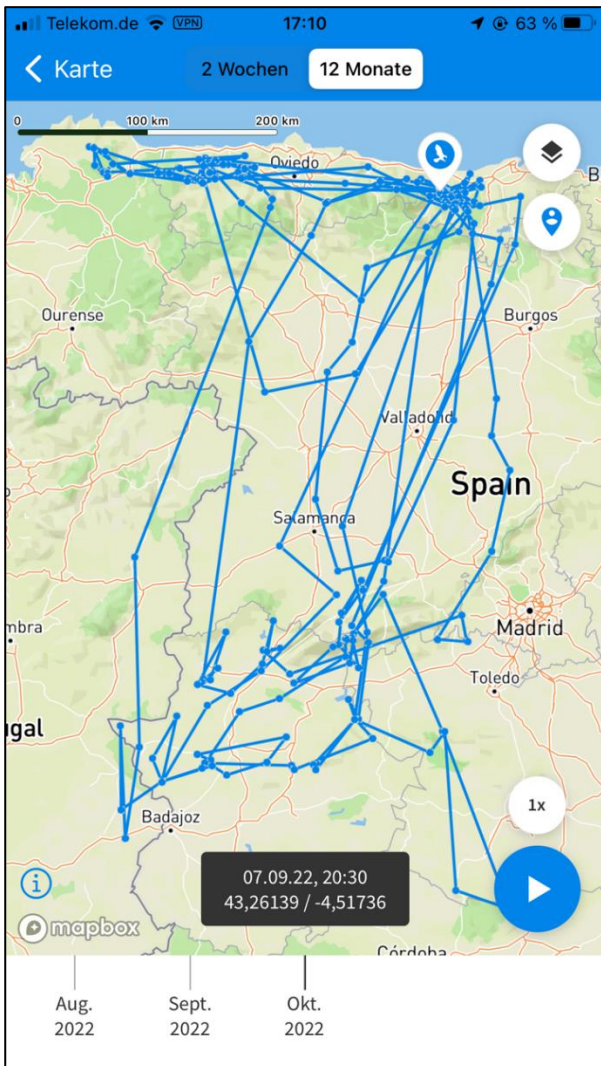 Telekom.de VPN 17:10 63 %
Karte 2 Wochen 12 Monate
0 100 km 200 km
Oviedo
B
Ourense
Burgos
Valladolid
Spain
Salamanca
mbra
Madrid
Toledo
gal
Badajoz
1x
07.09.22, 20:30
43,26139 / -4,51736
mapbox
Córdoba
Aug. Sept. Okt.
2022 2022 2022